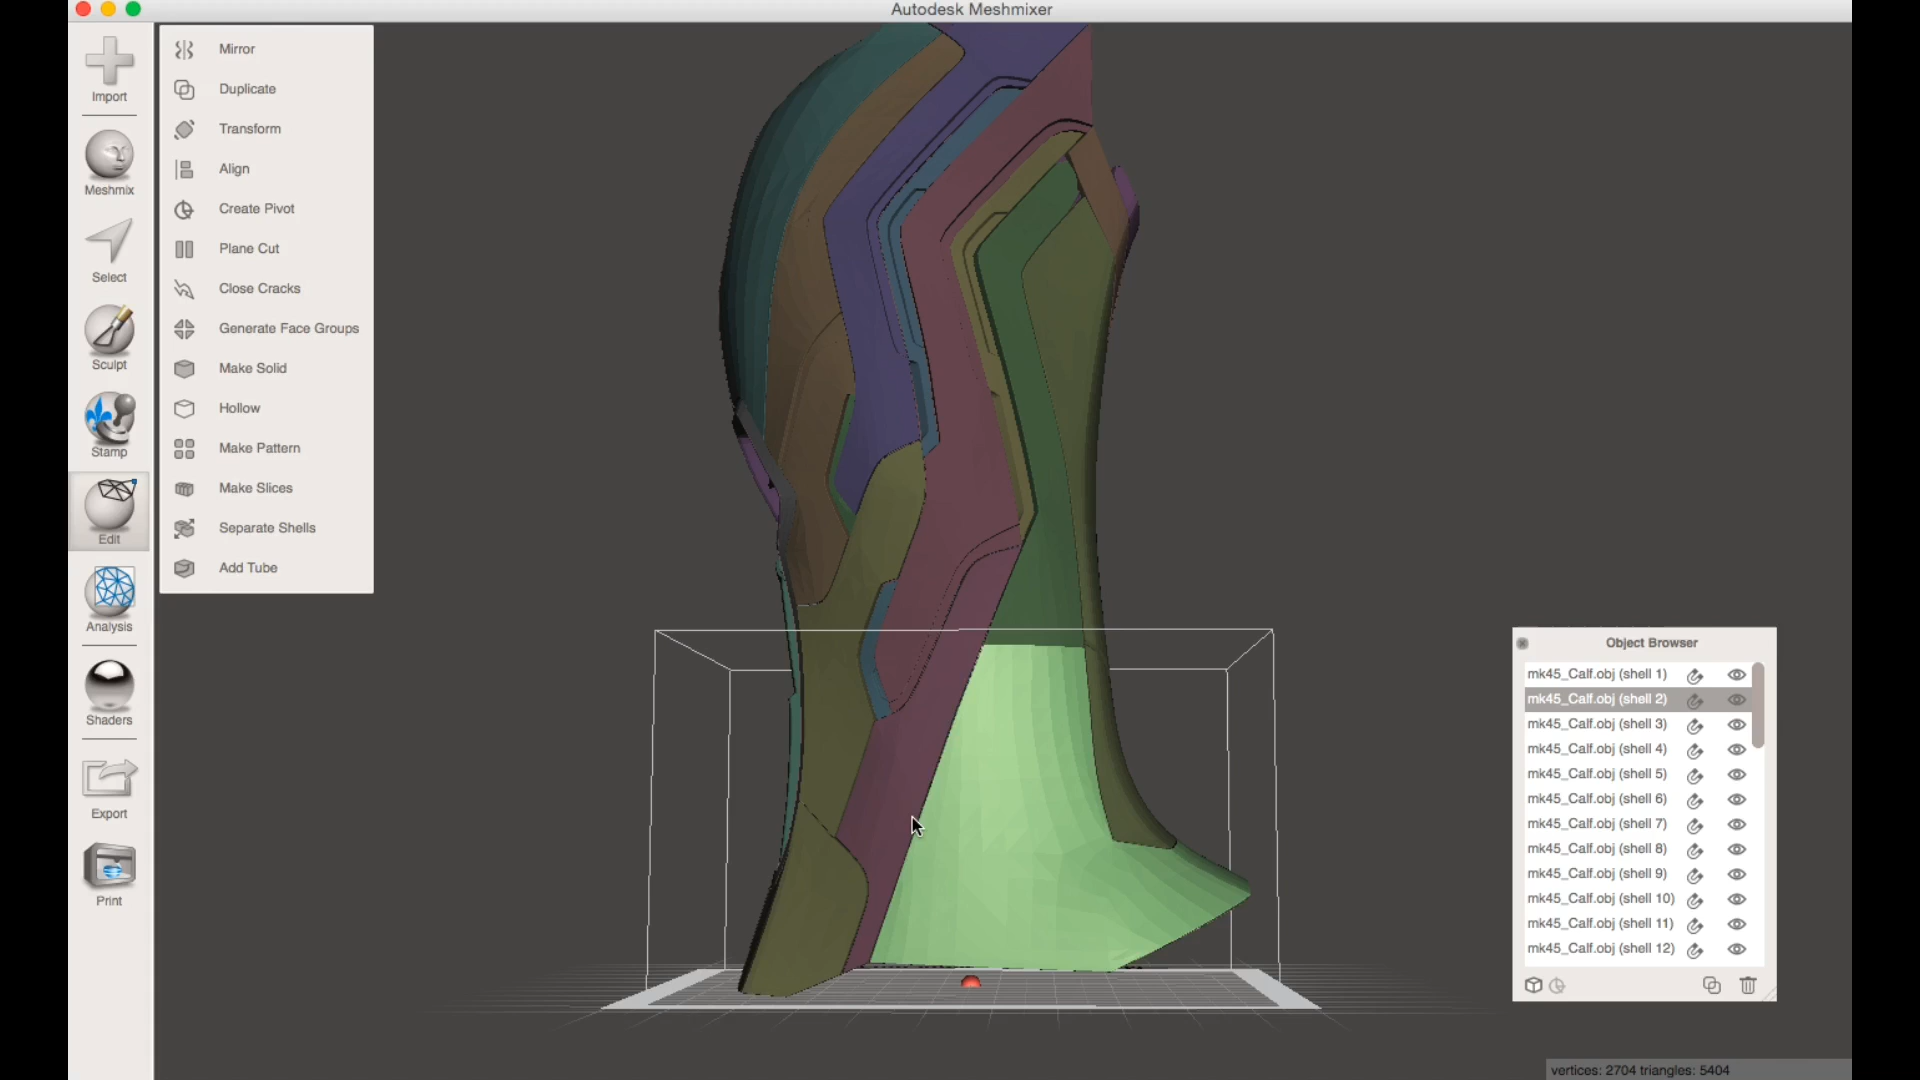 Autodesk Meshmixer
Import
Meshmix
Select
Sculpt
Stamp
Edit
Analysis
Shaders
Export
Print
Mirror
Duplicate
Transform
Align
Create Pivot
Plane Cut
Close Cracks
Generate Face Groups
Make Solid
Hollow
Make Pattern
Make Slices
Separate Shells
Add Tube
Object Browser
mk45_Calf.obj (shell 1)
mk45_Calf.obj (shell 2)
mk45_Calf.obj (shell 3)
mk45_Calf.obj (shell 4)
mk45_Calf.obj (shell 5)
mk45_Calf.obj (shell 6)
mk45_Calf.obj (shell 7)
mk45_Calf.obj (shell 8)
mk45_Calf.obj (shell 9)
mk45_Calf.obj (shell 10)
mk45_Calf.obj (shell 11)
mk45_Calf.obj (shell 12)
vertices: 2704 triangles: 5404